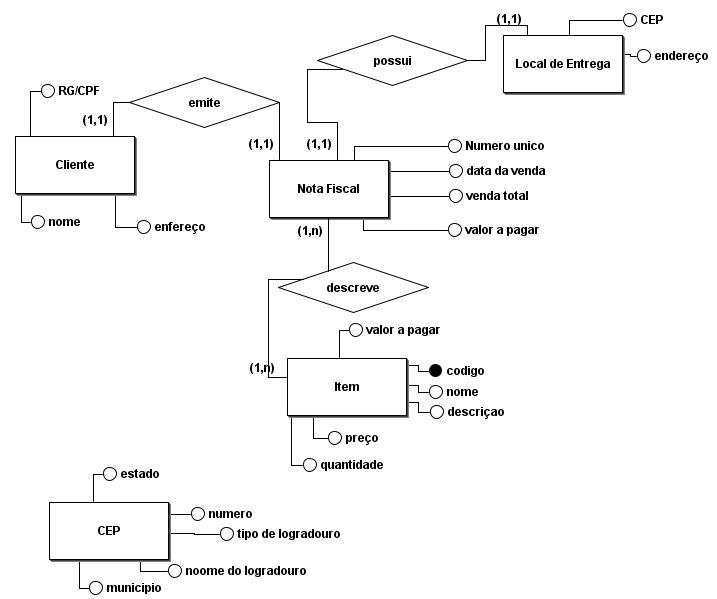 (1,1)
CEP
possui
Local de Entrega
endereço
RG/CPF
emite
(1,1)
(1,1)
(1,1)
Numero unico
Cliente
data da venda
Nota Fiscal
venda total
nome
enfereço
(1,n)
valor a pagar
descreve
valor a pagar
(1,n)
codigo
Item
nome
descriçao
preço
quantidade
estado
numero
CEP
tipo de logradouro
noome do logradouro
municipio